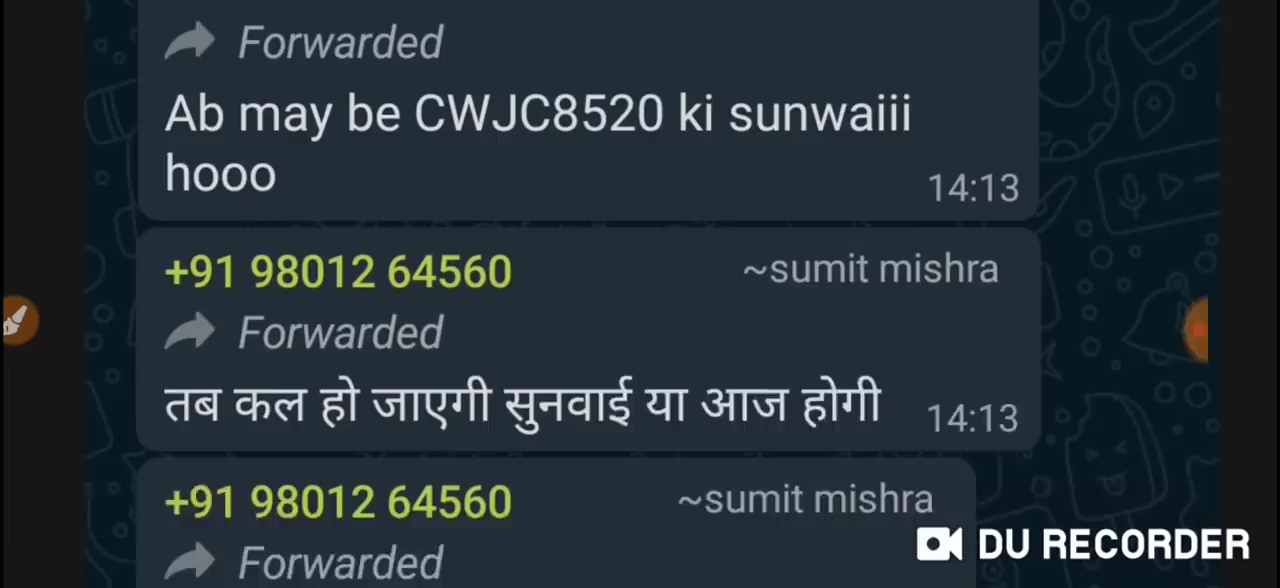 Forwarded
Ab may be CWJC8520 ki sunwaiii
hooo
14:13
+91 98012 64560 ~sumit mishra
Forwarded
तब कल हो जाएगी सुनवाई या आज होगी 14:13
+91 98012 64560 ~sumit mishra
Forwarded
DU RECORDER